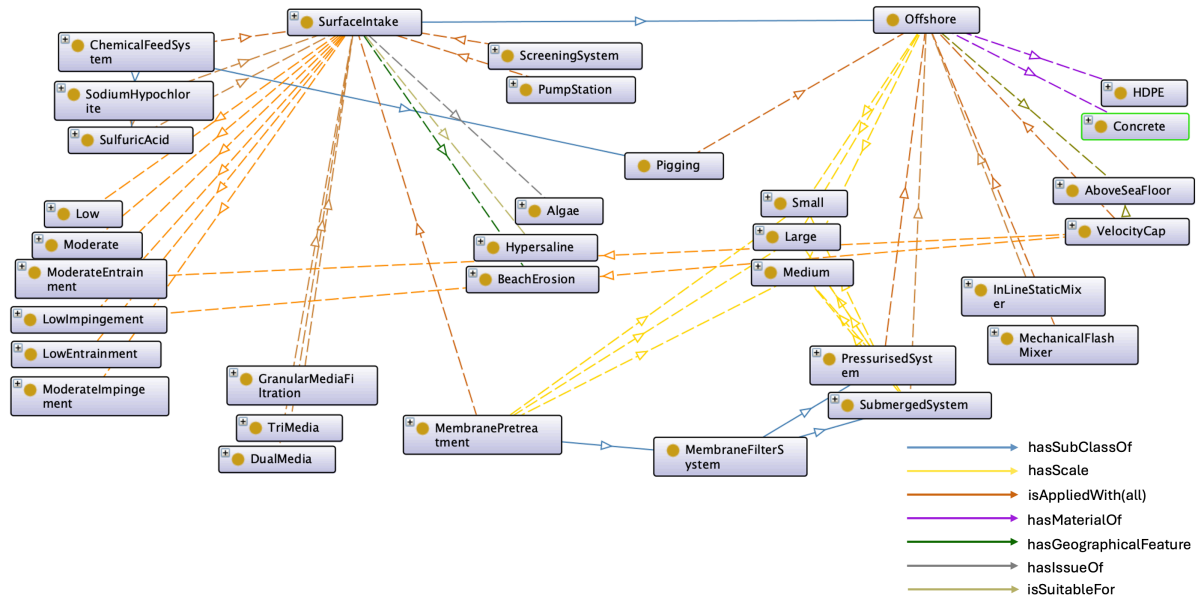 SurfaceIntake
Offshore
ChemicalFeedSys
tem
ScreeningSystem
PumpStation
HDPE
SodiumHypochlor
ite
Concrete
SulfuricAcid
Pigging
AboveSeaFloor
Low
Algae
Small
VelocityCap
Moderate
Hypersaline
Large
ModerateEntrain
ment
BeachErosion
Medium
InLineStaticMix
er
LowImpingement
MechanicalFlash
Mixer
LowEntrainment
PressurisedSyst
em
ModerateImpinge
ment
GranularMediaFi
ltration
SubmergedSystem
TriMedia
MembranePretrea
tment
DualMedia
MembraneFilterS
ystem
hasSubClassOf
hasScale
isAppliedWith(all)
hasMaterialOf
hasGeographicalFeature
hasIssueOf
isSuitableFor